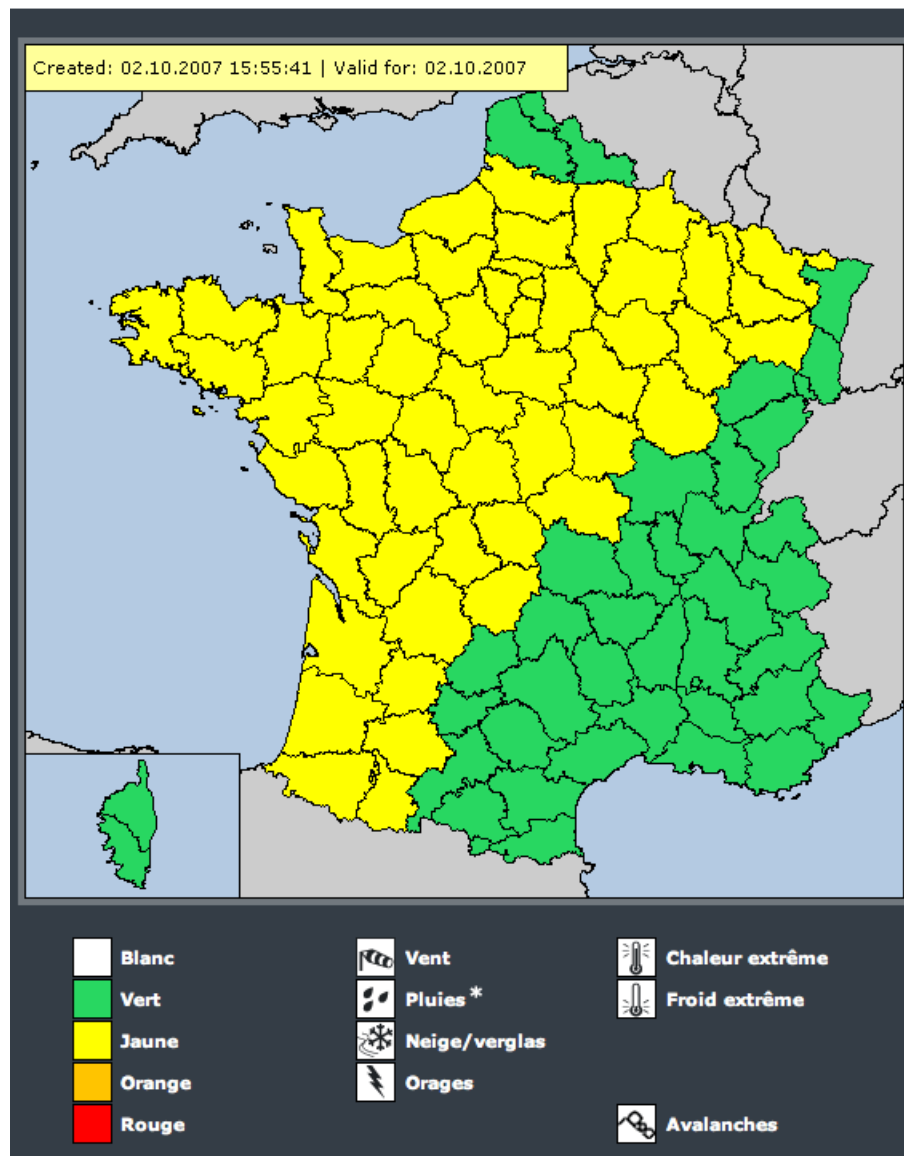 Created: 02.10.2007 15:55:41 | Valid for: 02.10.2007
Blanc
Vert
Jaune
Orange
Rouge
Vent
Pluies*
Neige/verglas
Orages
Chaleur extrême
Froid extrême
Avalanches